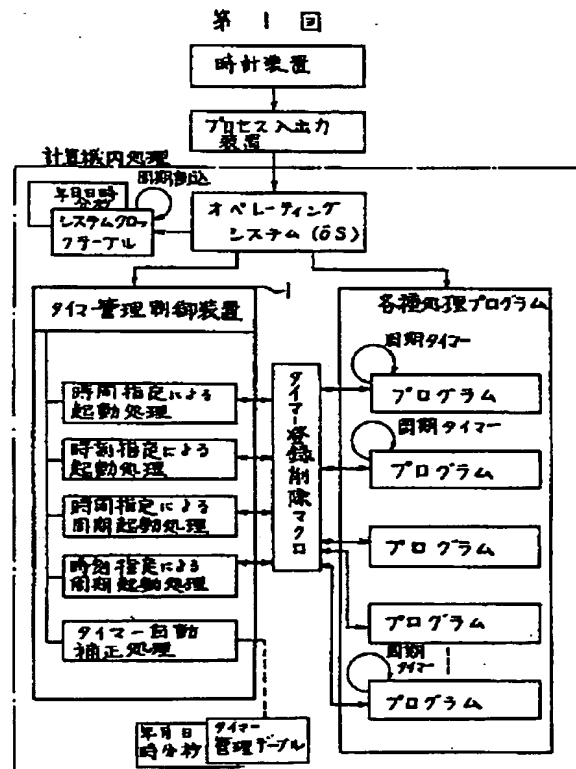 第1回
時計装置
プロセス入出力
装置
計算機内処理
周期割込
年月日時
分秒
システムクロッ
クテーブル
オペレーティング
システム(OS)
タイマー管理制御装置
1
各種処理プログラム
時間指定による
起動処理
時刻指定による
起動処理
時間指定による
周期起動処理
時刻指定による
周期起動処理
タイマー自動
補正処理
タイマー登録削除マクロ
周期タイマー
プログラム
周期タイマー
プログラム
プログラム
プログラム
周期
タイマー
プログラム
年月日
時分秒
タイマー
管理テーブル